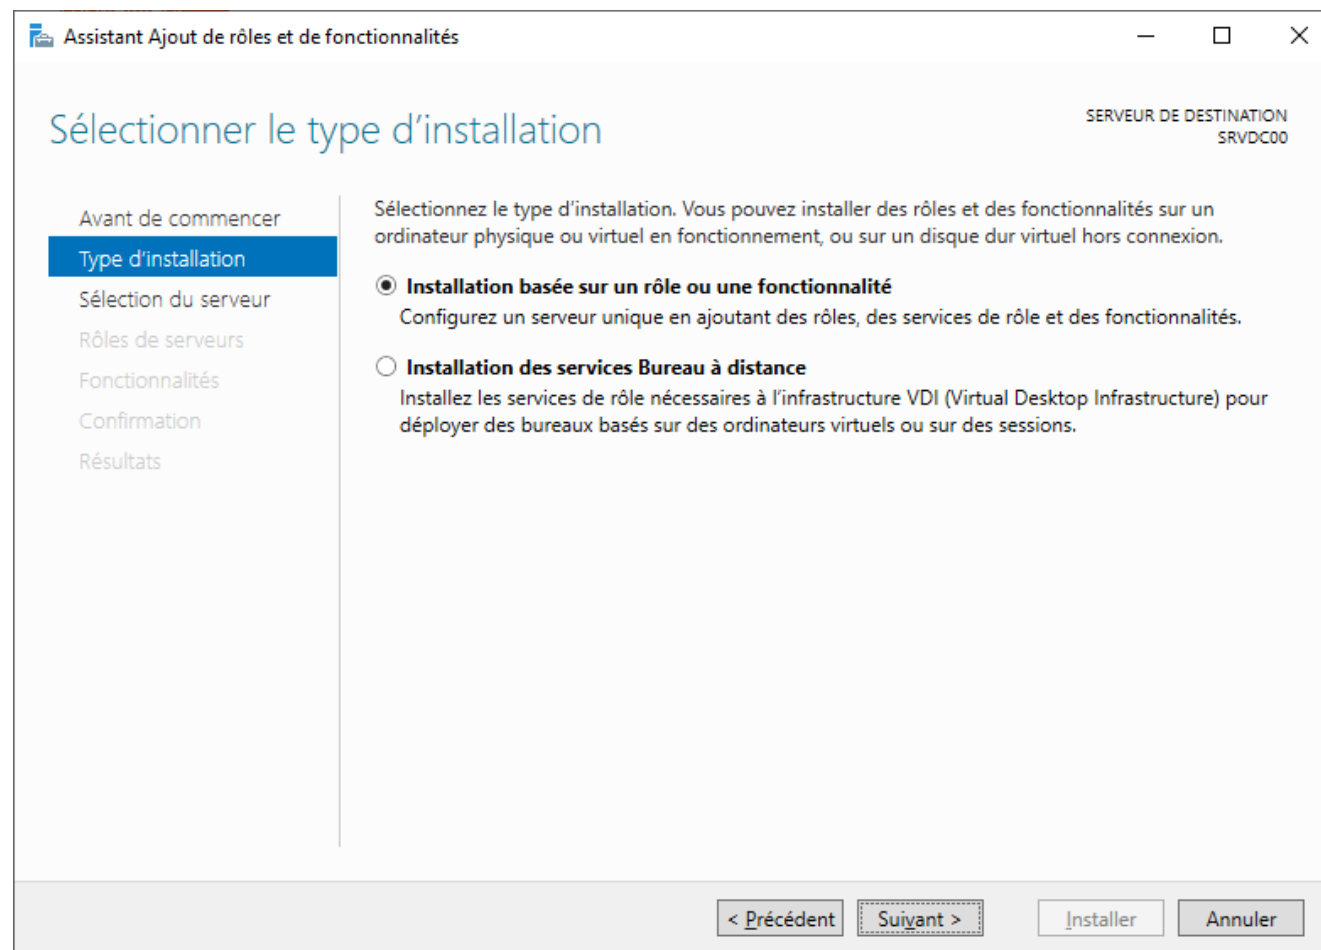 Assistant Ajout de rôles et de fonctionnalités
Sélectionner le type d’installation
SERVEUR DE DESTINATION
SRVDC00
Avant de commencer
Type d’installation
Sélection du serveur
Rôles de serveurs
Fonctionnalités
Confirmation
Résultats
Sélectionnez le type d’installation. Vous pouvez installer des rôles et des fonctionnalités sur un
ordinateur physique ou virtuel en fonctionnement, ou sur un disque dur virtuel hors connexion.
Installation basée sur un rôle ou une fonctionnalité
Configurez un serveur unique en ajoutant des rôles, des services de rôle et des fonctionnalités.
Installation des services Bureau à distance
Installez les services de rôle nécessaires à l’infrastructure VDI (Virtual Desktop Infrastructure) pour
déployer des bureaux basés sur des ordinateurs virtuels ou sur des sessions.
< Précédent
Suivant >
Installer
Annuler